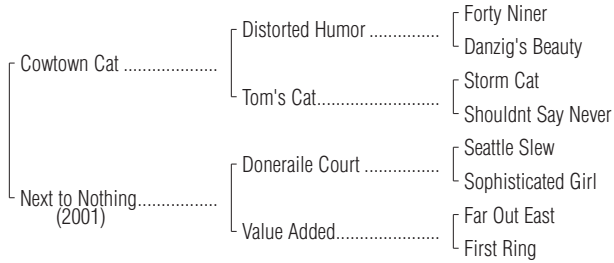 Forty Niner
Distorted Humor ...............
Danzig's Beauty
Cowtown Cat ....................
Storm Cat
Tom's Cat..........................
Shouldnt Say Never
Seattle Slew
Doneraile Court ................
Sophisticated Girl
Next to Nothing.................
(2001)
Far Out East
Value Added......................
First Ring